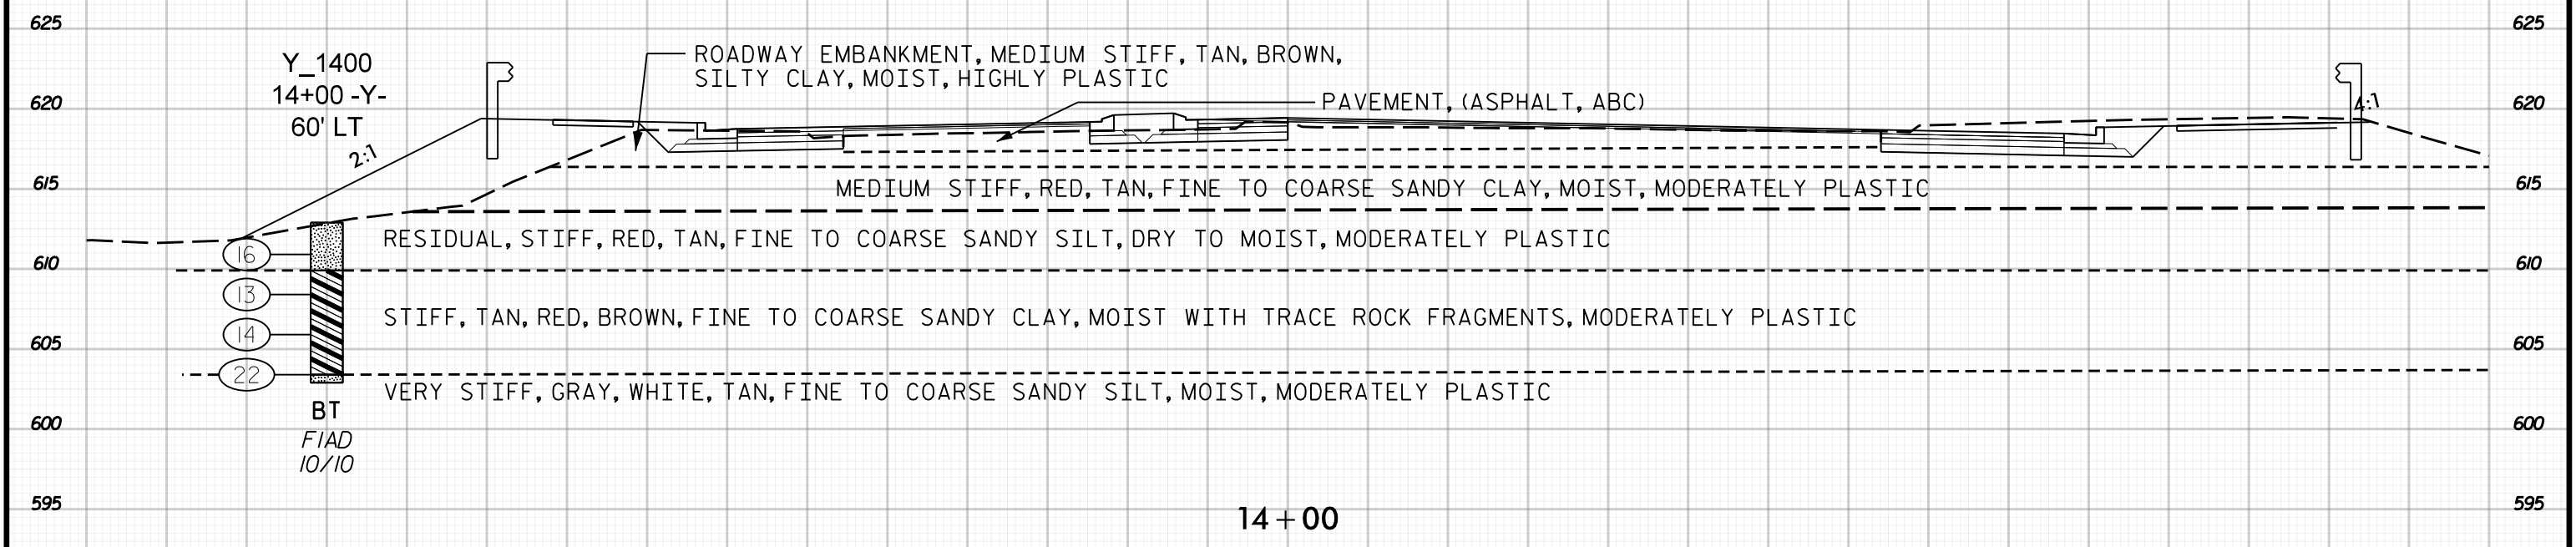 625
625
Y_1400
14+00 -Y-
60' LT
ROADWAY EMBANKMENT, MEDIUM STIFF, TAN, BROWN,
SILTY CLAY, MOIST, HIGHLY PLASTIC
620
PAVEMENT, (ASPHALT, ABC)
4:1
620
2:1
615
MEDIUM STIFF, RED, TAN, FINE TO COARSE SANDY CLAY, MOIST, MODERATELY PLASTIC
615
RESIDUAL, STIFF, RED, TAN, FINE TO COARSE SANDY SILT, DRY TO MOIST, MODERATELY PLASTIC
16
610
610
13
STIFF, TAN, RED, BROWN, FINE TO COARSE SANDY CLAY, MOIST WITH TRACE ROCK FRAGMENTS, MODERATELY PLASTIC
14
605
605
22
VERY STIFF, GRAY, WHITE, TAN, FINE TO COARSE SANDY SILT, MOIST, MODERATELY PLASTIC
BT
600
600
FIAD
10/10
595
14+00
595